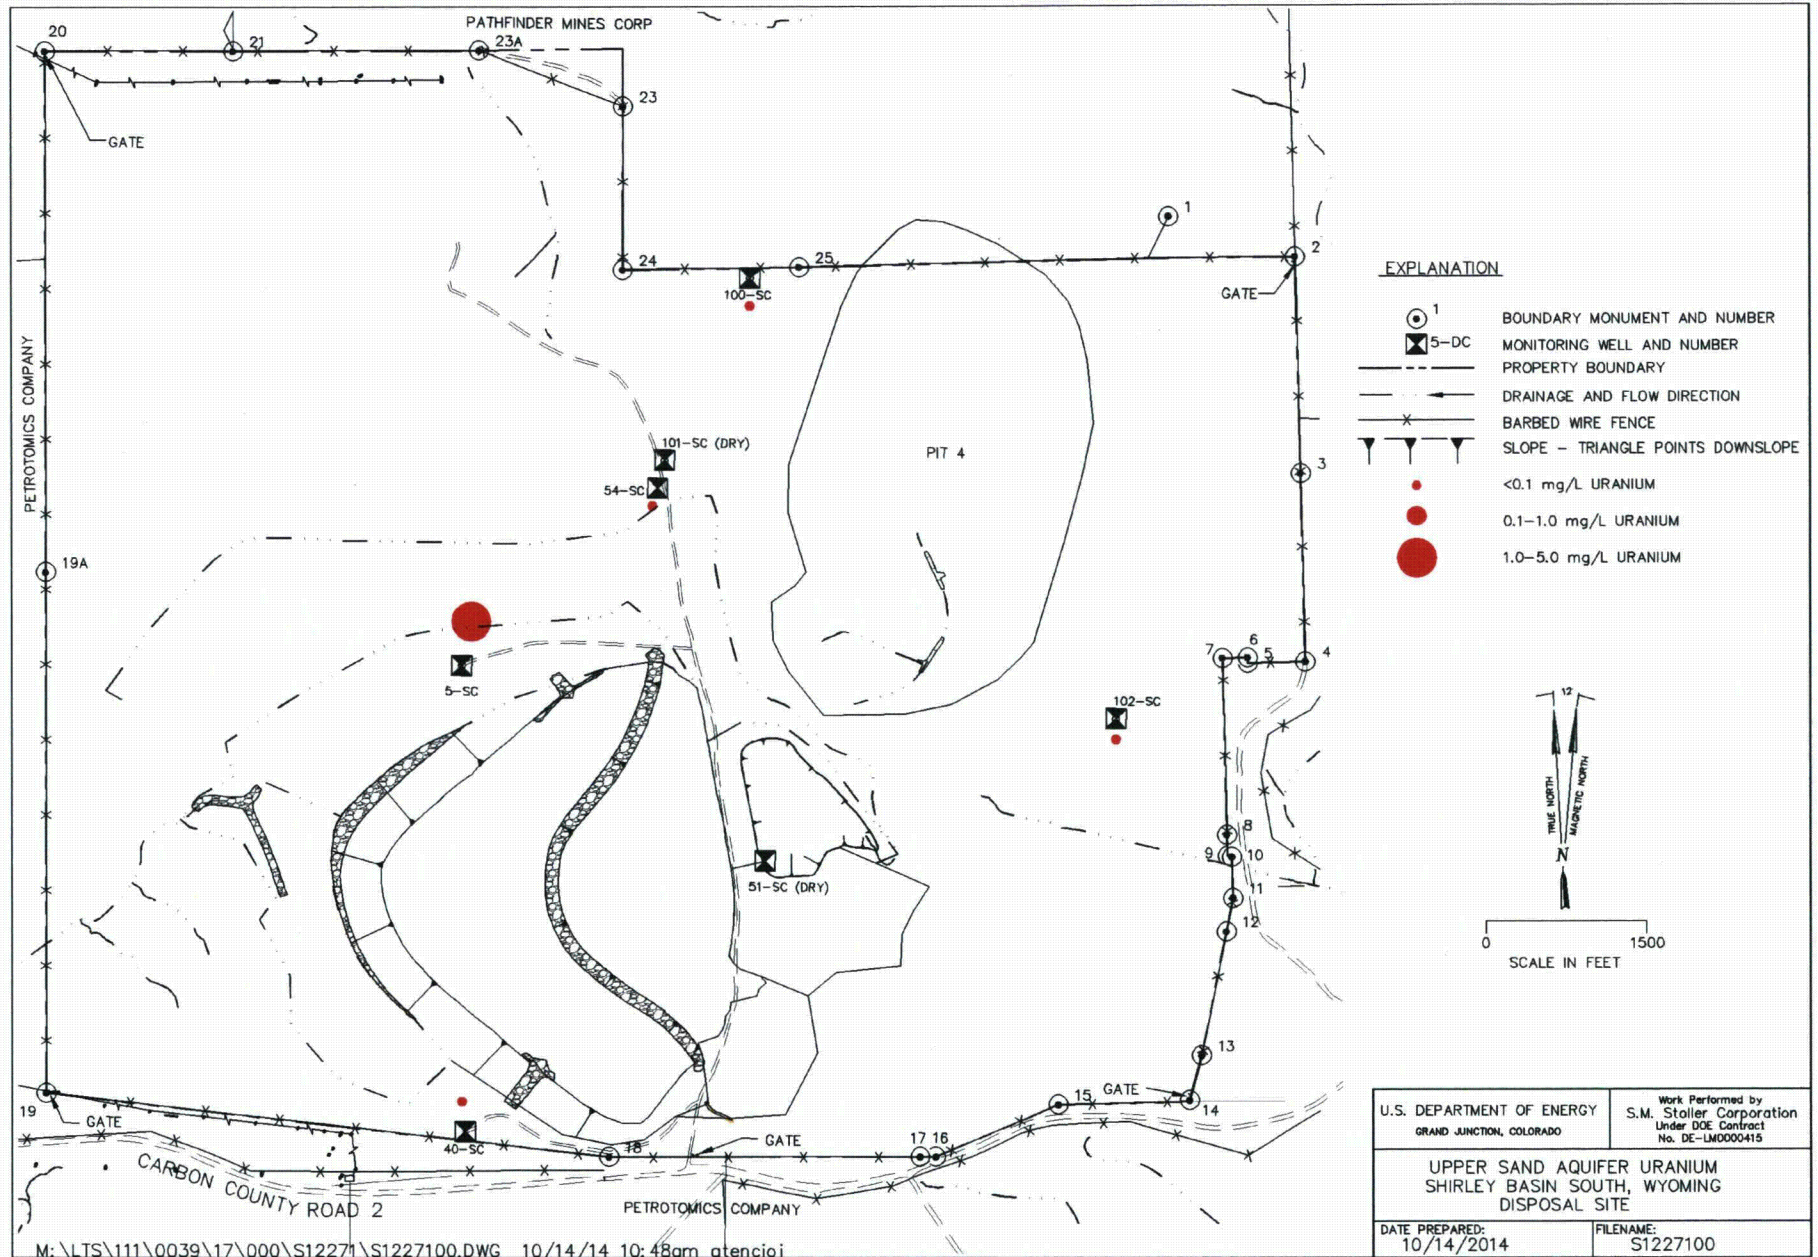 PATHFINDER MINES CORP
20
21
23A
23
GATE
24
25
1
2
GATE
100-SC
PETROTOMICS COMPANY
101-SC (DRY)
54-SC
PIT 4
3
19A
5-SC
7
6
5
4
102-SC
8
9
10
11
12
51-SC (DRY)
13
14
GATE
15
16
17
GATE
18
19
GATE
40-SC
CARBON COUNTY ROAD 2
PETROTOMICS COMPANY
EXPLANATION
1
BOUNDARY MONUMENT AND NUMBER
5-DC
MONITORING WELL AND NUMBER
PROPERTY BOUNDARY
DRAINAGE AND FLOW DIRECTION
BARBED WIRE FENCE
SLOPE - TRIANGLE POINTS DOWNSLOPE
<0.1 mg/L URANIUM
0.1-1.0 mg/L URANIUM
1.0-5.0 mg/L URANIUM
12
TRUE NORTH
MAGNETIC NORTH
N
0
1500
SCALE IN FEET
U.S. DEPARTMENT OF ENERGY
GRAND JUNCTION, COLORADO
Work Performed by
S.M. Stoller Corporation
Under DOE Contract
No. DE-LM0000415
UPPER SAND AQUIFER URANIUM
SHIRLEY BASIN SOUTH, WYOMING
DISPOSAL SITE
DATE PREPARED:
10/14/2014
FILENAME:
S1227100
M:\LTS\111\0039\17\000\S12271\S1227100.DWG 10/14/14 10:48am atencioj